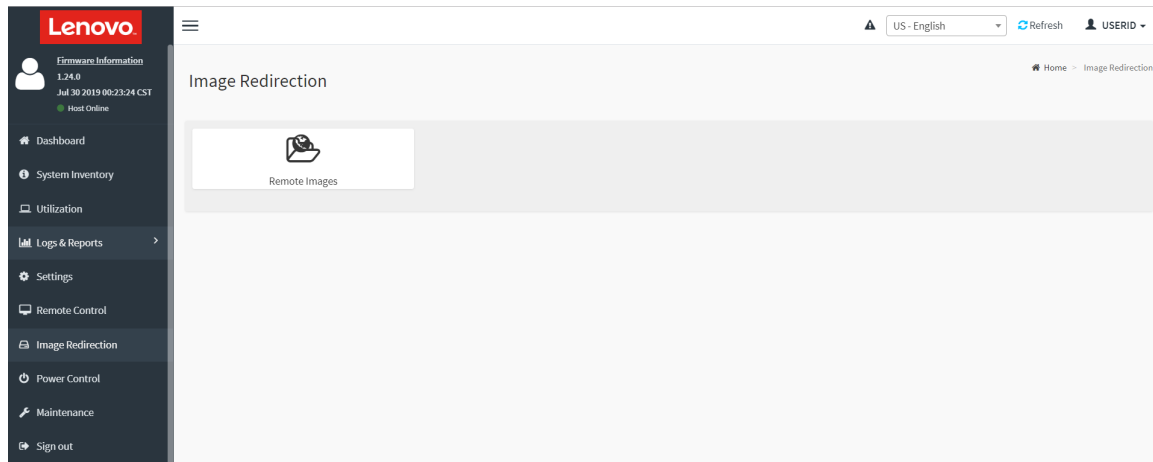 Lenovo
US - English
Refresh
USERID
Firmware Information
1.24.0
Jul 30 2019 00:23:24 CST
Host Online
Image Redirection
Home > Image Redirection
Remote Images
Dashboard
System Inventory
Utilization
Logs & Reports
Settings
Remote Control
Image Redirection
Power Control
Maintenance
Sign out